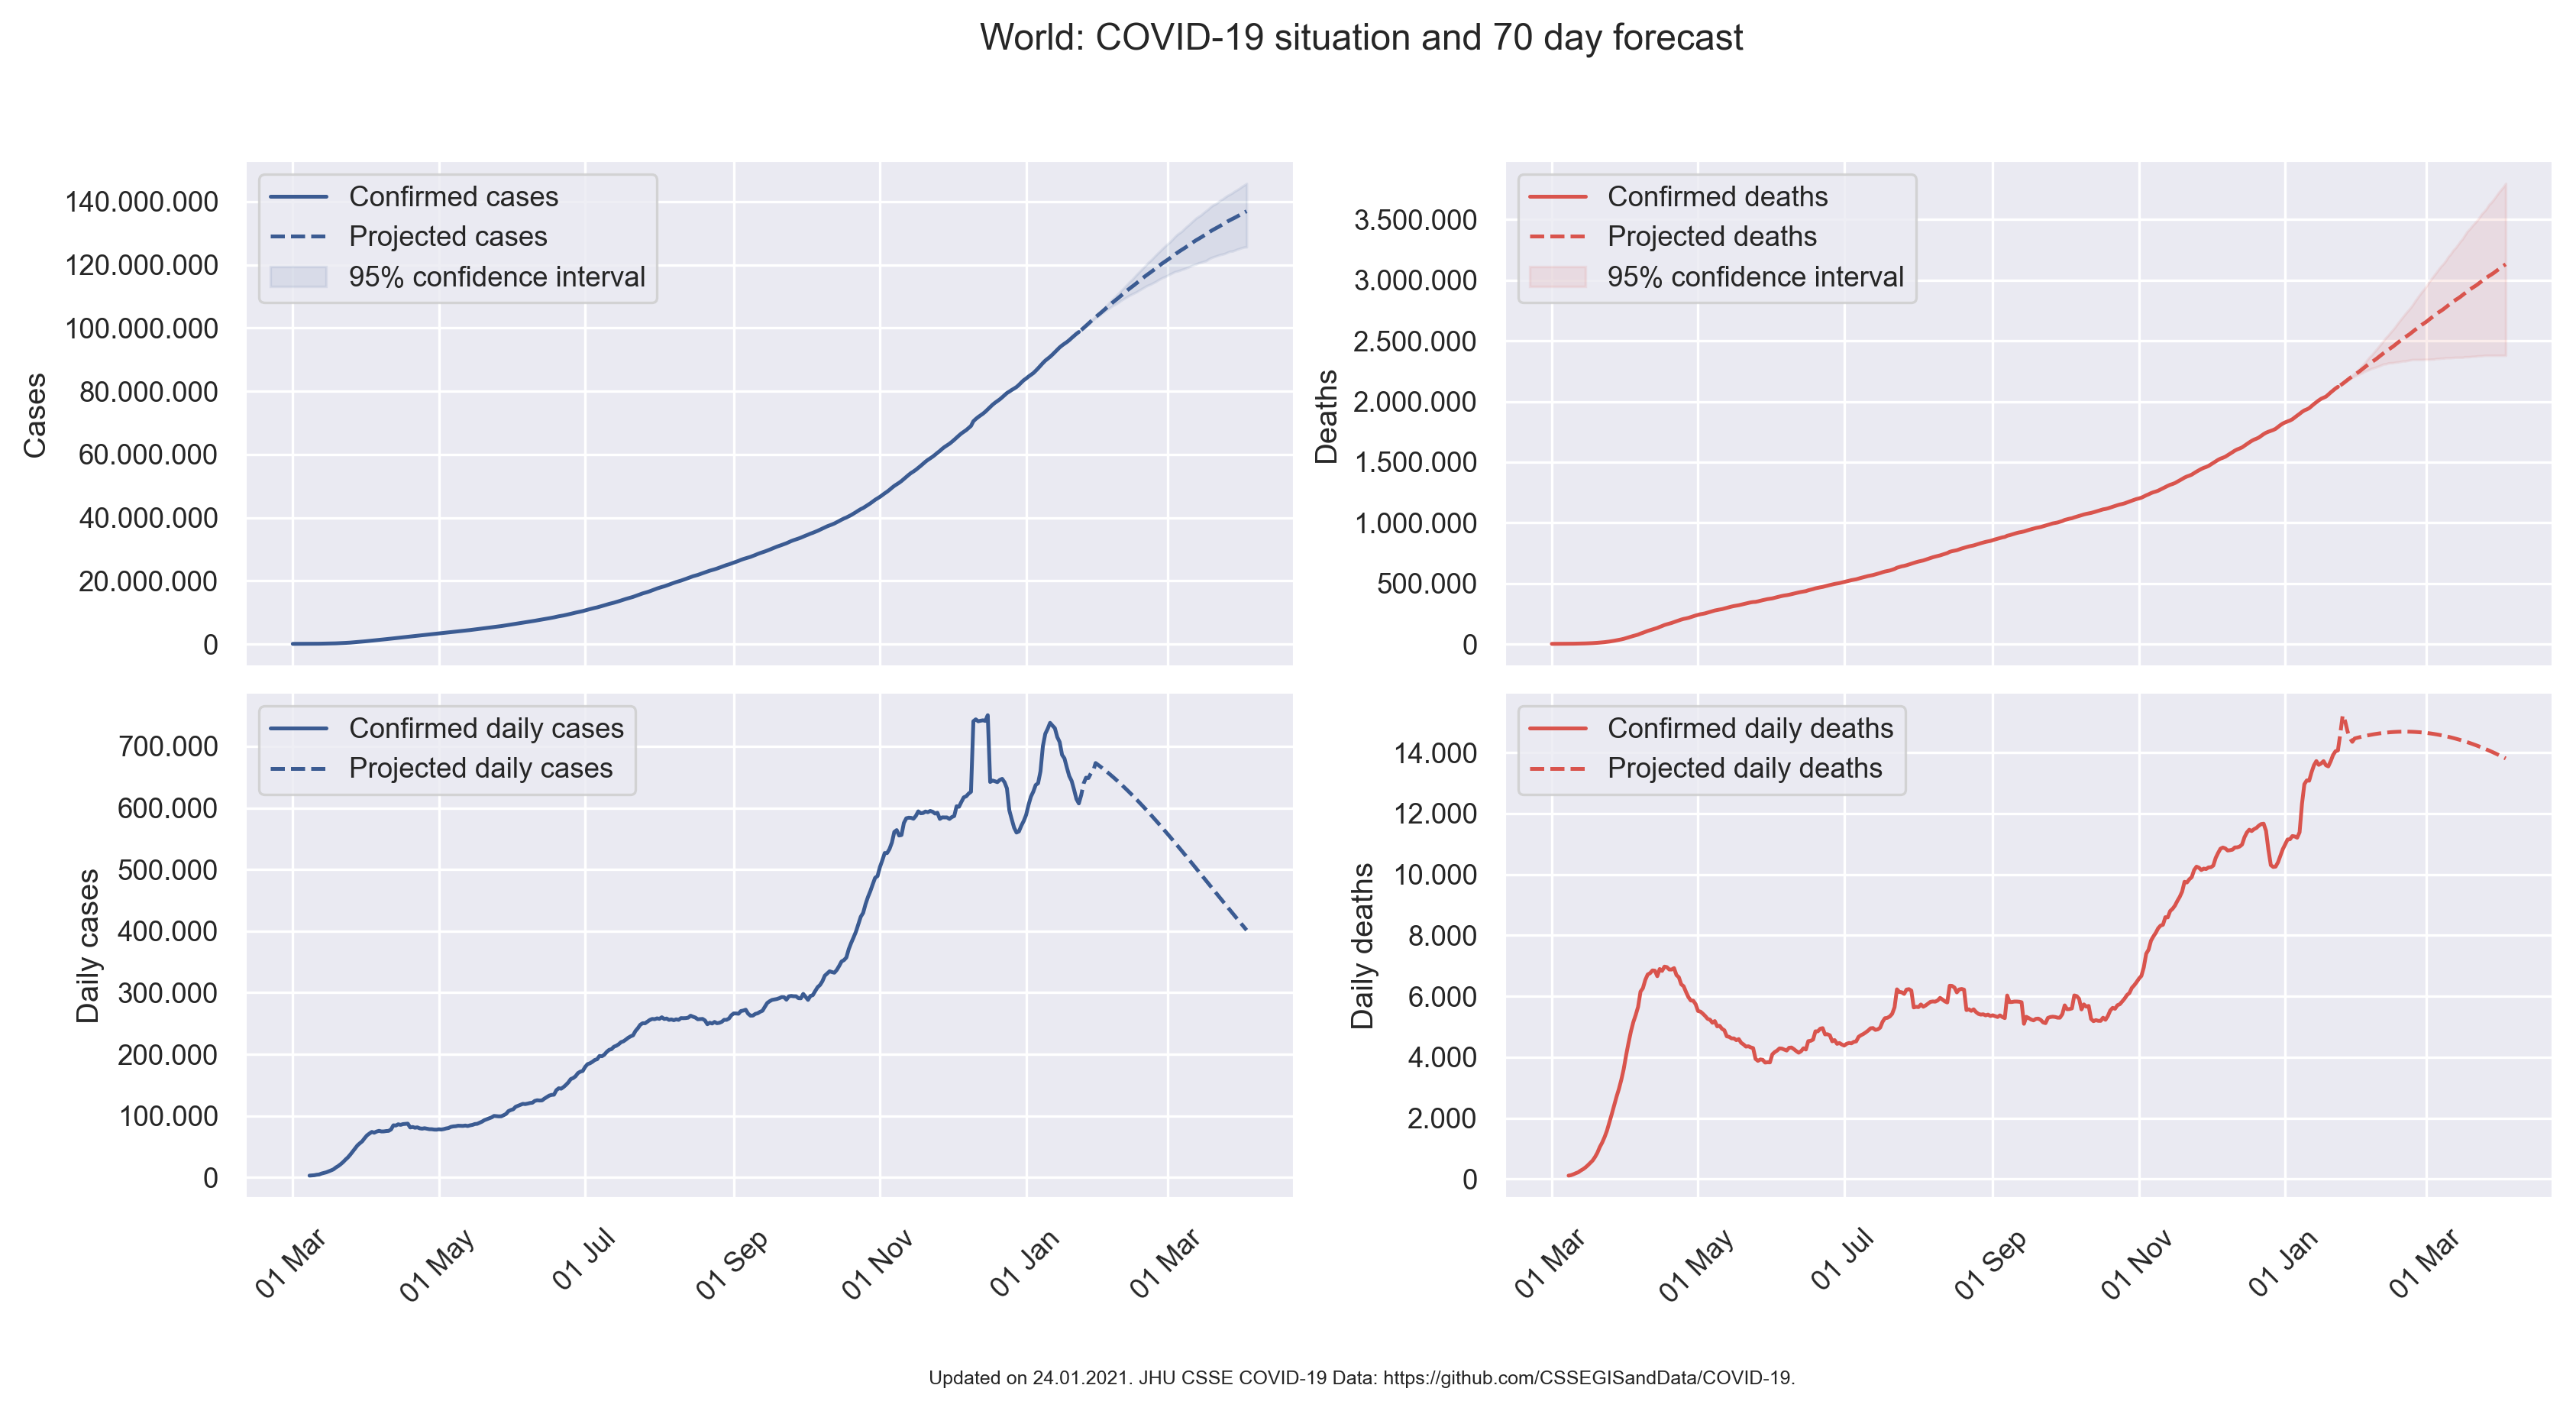 World: COVID-19 situation and 70 day forecast
Cases
140.000.000
120.000.000
100.000.000
80.000.000
60.000.000
40.000.000
20.000.000
0
Confirmed cases
Projected cases
95% confidence interval
Deaths
3.500.000
3.000.000
2.500.000
2.000.000
1.500.000
1.000.000
500.000
0
Confirmed deaths
Projected deaths
95% confidence interval
Daily cases
700.000
600.000
500.000
400.000
300.000
200.000
100.000
0
Confirmed daily cases
Projected daily cases
01 Mar
01 May
01 Jul
01 Sep
01 Nov
01 Jan
01 Mar
Daily deaths
14.000
12.000
10.000
8.000
6.000
4.000
2.000
0
Confirmed daily deaths
Projected daily deaths
01 Mar
01 May
01 Jul
01 Sep
01 Nov
01 Jan
01 Mar
Updated on 24.01.2021. JHU CSSE COVID-19 Data: https://github.com/CSSEGISandData/COVID-19.